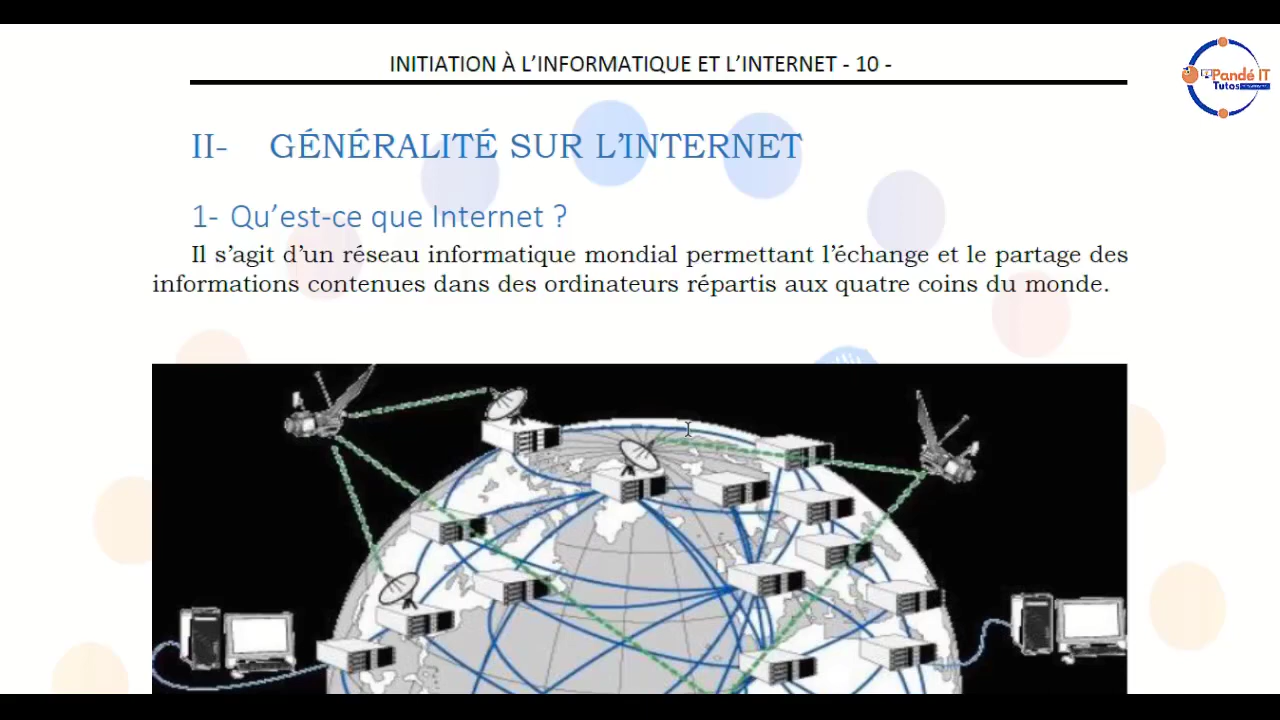 INITIATION À L’INFORMATIQUE ET L’INTERNET - 10 -
Pandé IT
Tutos
II- GÉNÉRALITÉ SUR L’INTERNET
1- Qu’est-ce que Internet ?
Il s’agit d’un réseau informatique mondial permettant l’échange et le partage des
informations contenues dans des ordinateurs répartis aux quatre coins du monde.